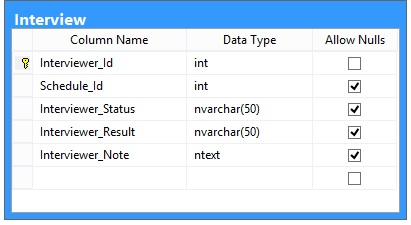 Interview
Column Name Data Type Allow Nulls
Interviewer_Id int
Schedule_Id int
Interviewer_Status nvarchar(50)
Interviewer_Result nvarchar(50)
Interviewer_Note ntext